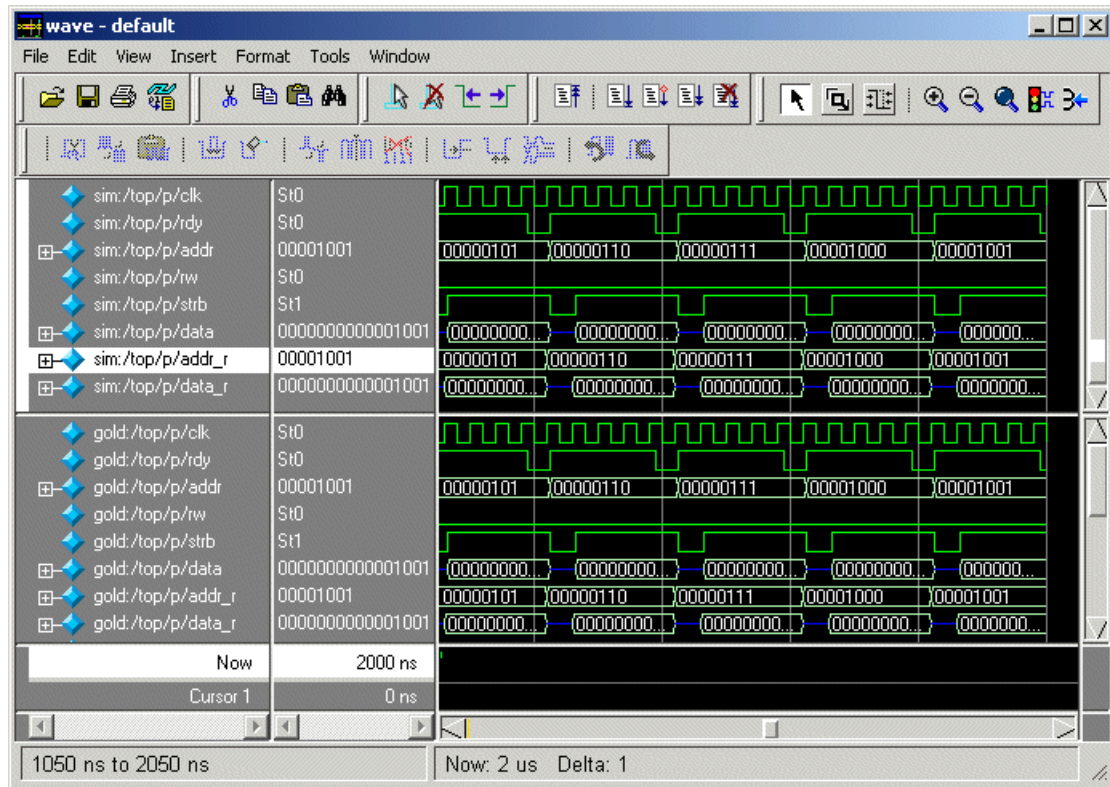 wave - default
File Edit View Insert Format Tools Window
sim:/top/p/clk St0
sim:/top/p/rdy St0
sim:/top/p/addr 00001001 00000101 00000110 00000111 00001000 00001001
sim:/top/p/rw St0
sim:/top/p/strb St1
sim:/top/p/data 0000000000001001 00000000... 00000000... 00000000... 00000000... 000000...
sim:/top/p/addr_r 00001001 00000101 00000110 00000111 00001000 00001001
sim:/top/p/data_r 0000000000001001 00000000... 00000000... 00000000... 00000000... 0000000...
gold:/top/p/clk St0
gold:/top/p/rdy St0
gold:/top/p/addr 00001001 00000101 00000110 00000111 00001000 00001001
gold:/top/p/rw St0
gold:/top/p/strb St1
gold:/top/p/data 0000000000001001 00000000... 00000000... 00000000... 00000000... 000000...
gold:/top/p/addr_r 00001001 00000101 00000110 00000111 00001000 00001001
gold:/top/p/data_r 0000000000001001 00000000... 00000000... 00000000... 00000000... 0000000...
Now 2000 ns
Cursor 1 0 ns
1050 ns to 2050 ns Now: 2 us Delta: 1